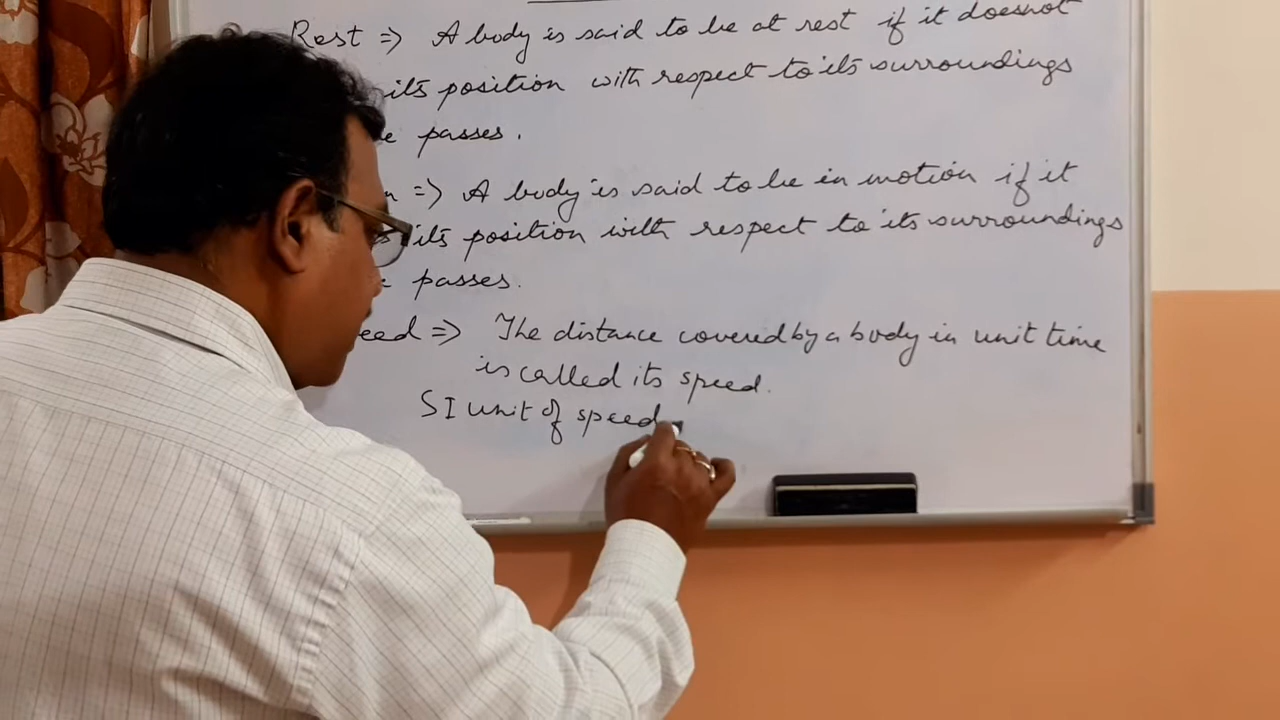 Rest => A body is said to be at rest if it doesnot
its position with respect to its surroundings
passes.
=> A body is said to be in motion if it
its position with respect to its surroundings
passes.
eed => The distance covered by a body in unit time
is called its speed.
SI unit of speed